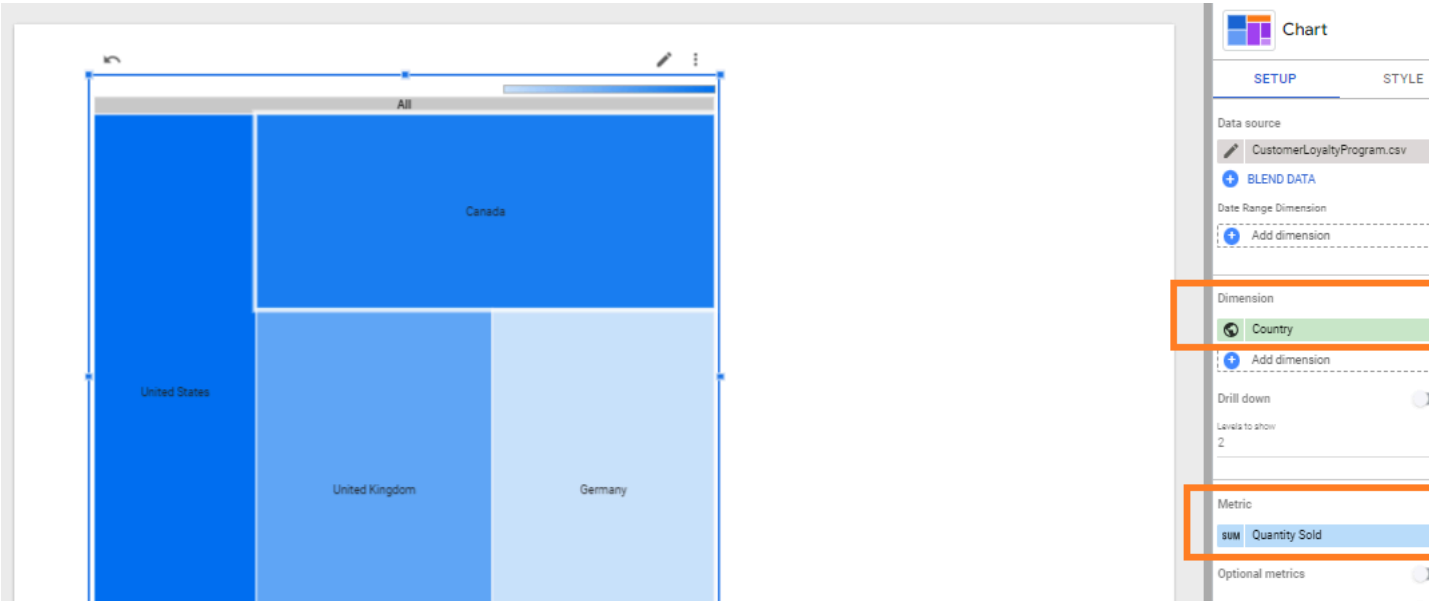 Chart
SETUP STYLE
Data source
CustomerLoyaltyProgram.csv
BLEND DATA
Date Range Dimension
Add dimension
Dimension
Country
Add dimension
Drill down
Levels to show
2
Metric
SUM Quantity Sold
Optional metrics
All
Canada
United States
United Kingdom Germany